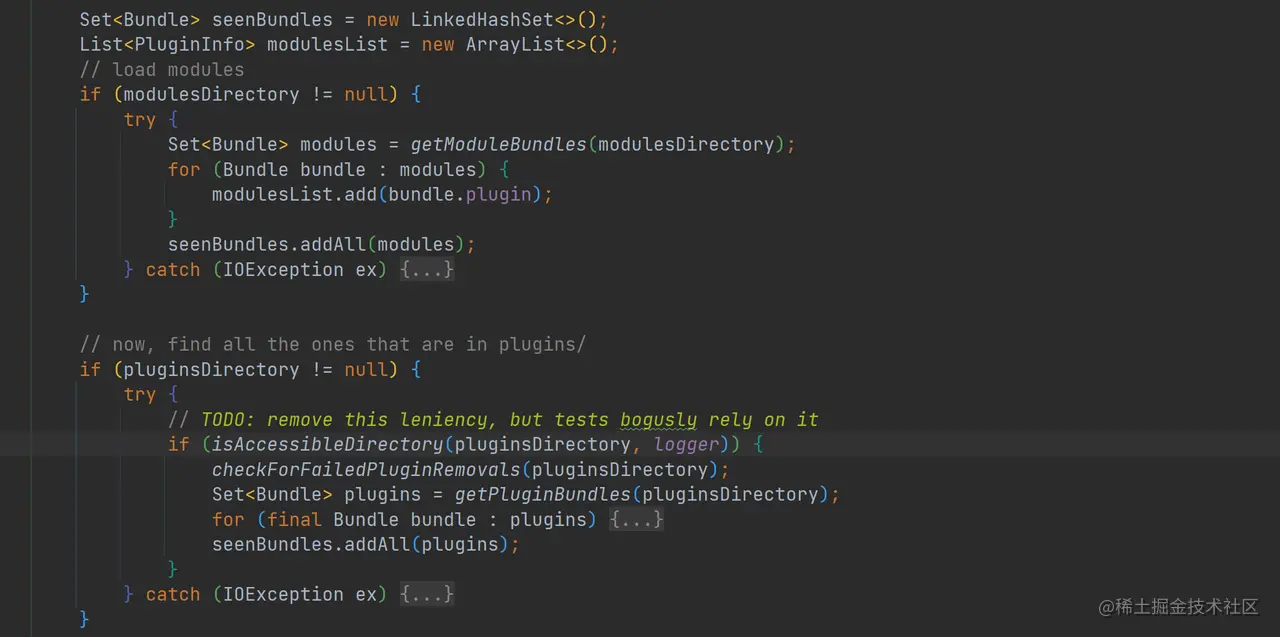 Set<Bundle> seenBundles = new LinkedHashSet<>();
List<PluginInfo> modulesList = new ArrayList<>();
// load modules
if (modulesDirectory != null) {
    try {
        Set<Bundle> modules = getModuleBundles(modulesDirectory);
        for (Bundle bundle : modules) {
            modulesList.add(bundle.plugin);
        }
        seenBundles.addAll(modules);
    } catch (IOException ex) {...}
}

// now, find all the ones that are in plugins/
if (pluginsDirectory != null) {
    try {
        // TODO: remove this leniency, but tests bogusly rely on it
        if (isAccessibleDirectory(pluginsDirectory, logger)) {
            checkForFailedPluginRemovals(pluginsDirectory);
            Set<Bundle> plugins = getPluginBundles(pluginsDirectory);
            for (final Bundle bundle : plugins) {...}
            seenBundles.addAll(plugins);
        }
    } catch (IOException ex) {...}
}
@稀土掘金技术社区